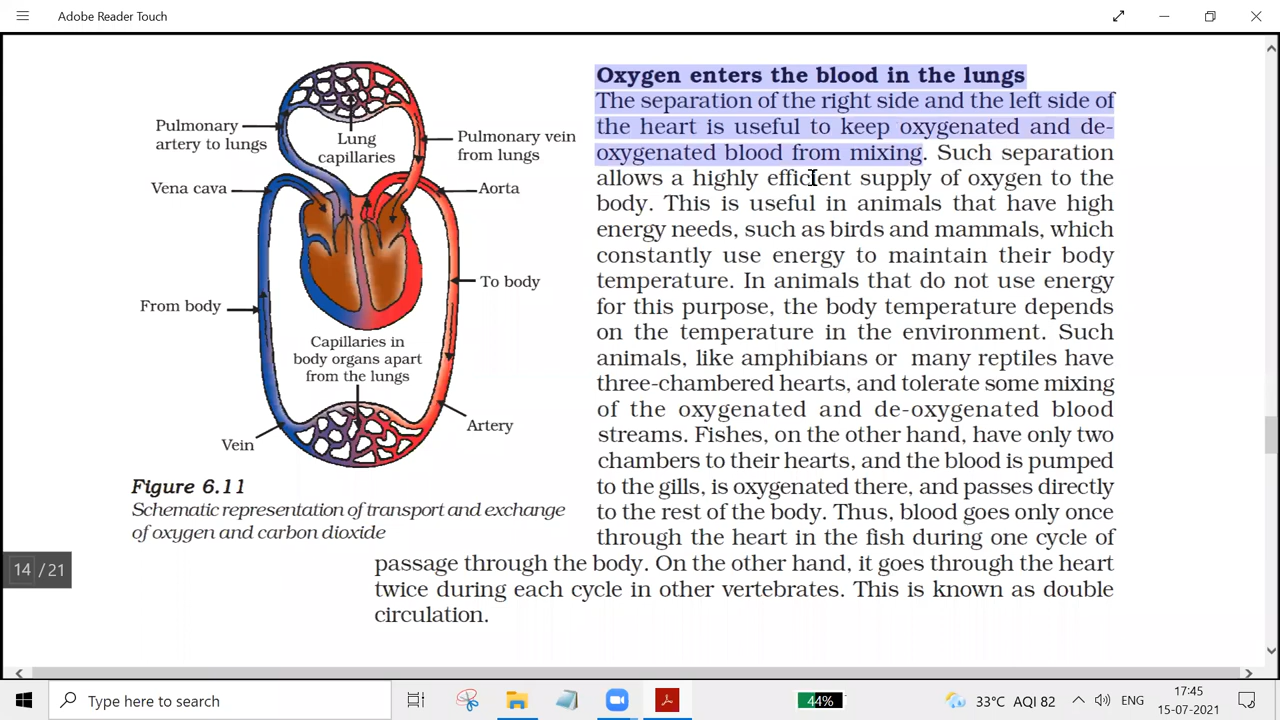 Adobe Reader Touch
Pulmonary
artery to lungs
Lung
capillaries
Pulmonary vein
from lungs
Vena cava
Aorta
From body
To body
Capillaries in
body organs apart
from the lungs
Vein
Artery
Figure 6.11
Schematic representation of transport and exchange
of oxygen and carbon dioxide
Oxygen enters the blood in the lungs
The separation of the right side and the left side of
the heart is useful to keep oxygenated and de-
oxygenated blood from mixing. Such separation
allows a highly efficient supply of oxygen to the
body. This is useful in animals that have high
energy needs, such as birds and mammals, which
constantly use energy to maintain their body
temperature. In animals that do not use energy
for this purpose, the body temperature depends
on the temperature in the environment. Such
animals, like amphibians or many reptiles have
three-chambered hearts, and tolerate some mixing
of the oxygenated and de-oxygenated blood
streams. Fishes, on the other hand, have only two
chambers to their hearts, and the blood is pumped
to the gills, is oxygenated there, and passes directly
to the rest of the body. Thus, blood goes only once
through the heart in the fish during one cycle of
passage through the body. On the other hand, it goes through the heart
twice during each cycle in other vertebrates. This is known as double
circulation.
14 / 21
Type here to search
44%
33°C AQI 82
ENG
17:45
15-07-2021